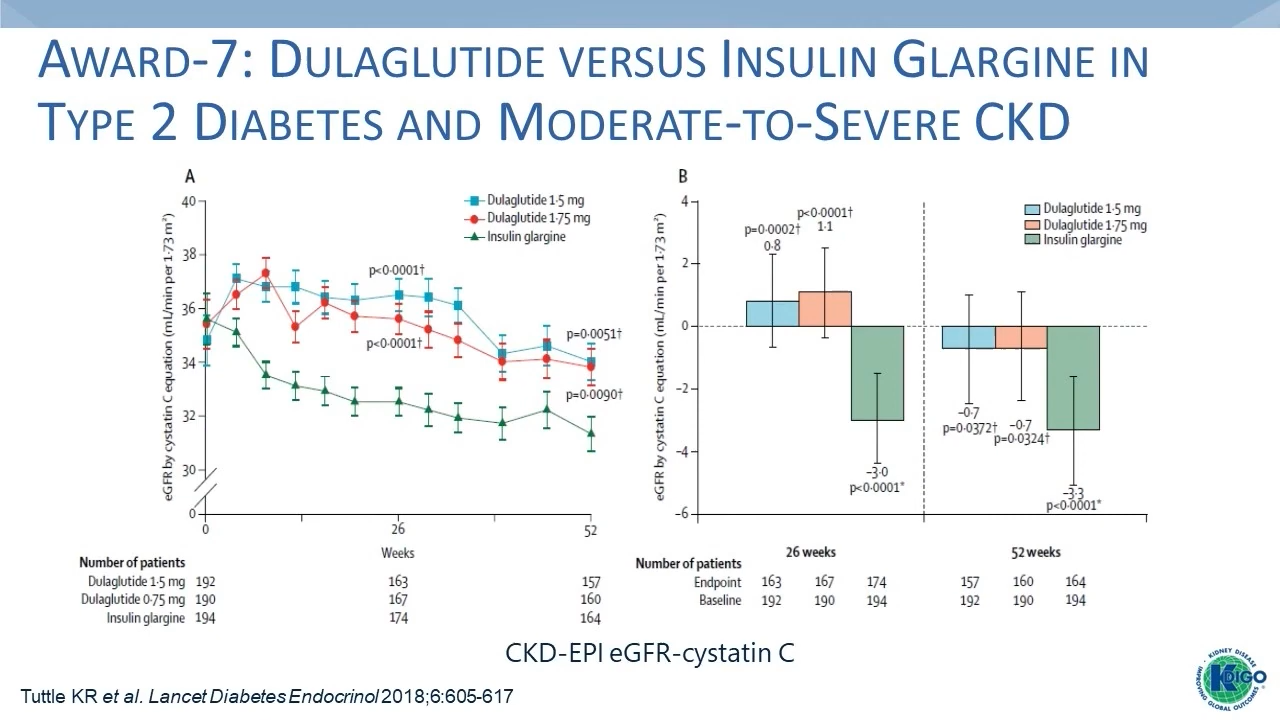 AWARD-7: DULAGLUTIDE VERSUS INSULIN GLARGINE IN
TYPE 2 DIABETES AND MODERATE-TO-SEVERE CKD
A
eGFR by cystatin C equation (mL/min per 1·73 m²)
40
38
36
34
32
30
0
Dulaglutide 1·5 mg
Dulaglutide 1·75 mg
Insulin glargine
p<0·0001†
p<0·0001†
p=0·0051†
p=0·0090†
0 26 52
Weeks
Number of patients
Dulaglutide 1·5 mg 192 163 157
Dulaglutide 0·75 mg 190 167 160
Insulin glargine 194 174 164
B
eGFR by cystatin C equation (mL/min per 1·73 m²)
4
2
0
–2
–4
–6
Dulaglutide 1·5 mg
Dulaglutide 1·75 mg
Insulin glargine
p=0·0002†
0·8
p<0·0001†
1·1
–3·0
p<0·0001*
–0·7
p=0·0372†
–0·7
p=0·0324†
–3·3
p<0·0001*
26 weeks 52 weeks
Number of patients
Endpoint 163 167 174 157 160 164
Baseline 192 190 194 192 190 194
CKD-EPI eGFR-cystatin C
Tuttle KR et al. Lancet Diabetes Endocrinol 2018;6:605-617
KIDNEY DISEASE
KDIGO
IMPROVING GLOBAL OUTCOMES
®